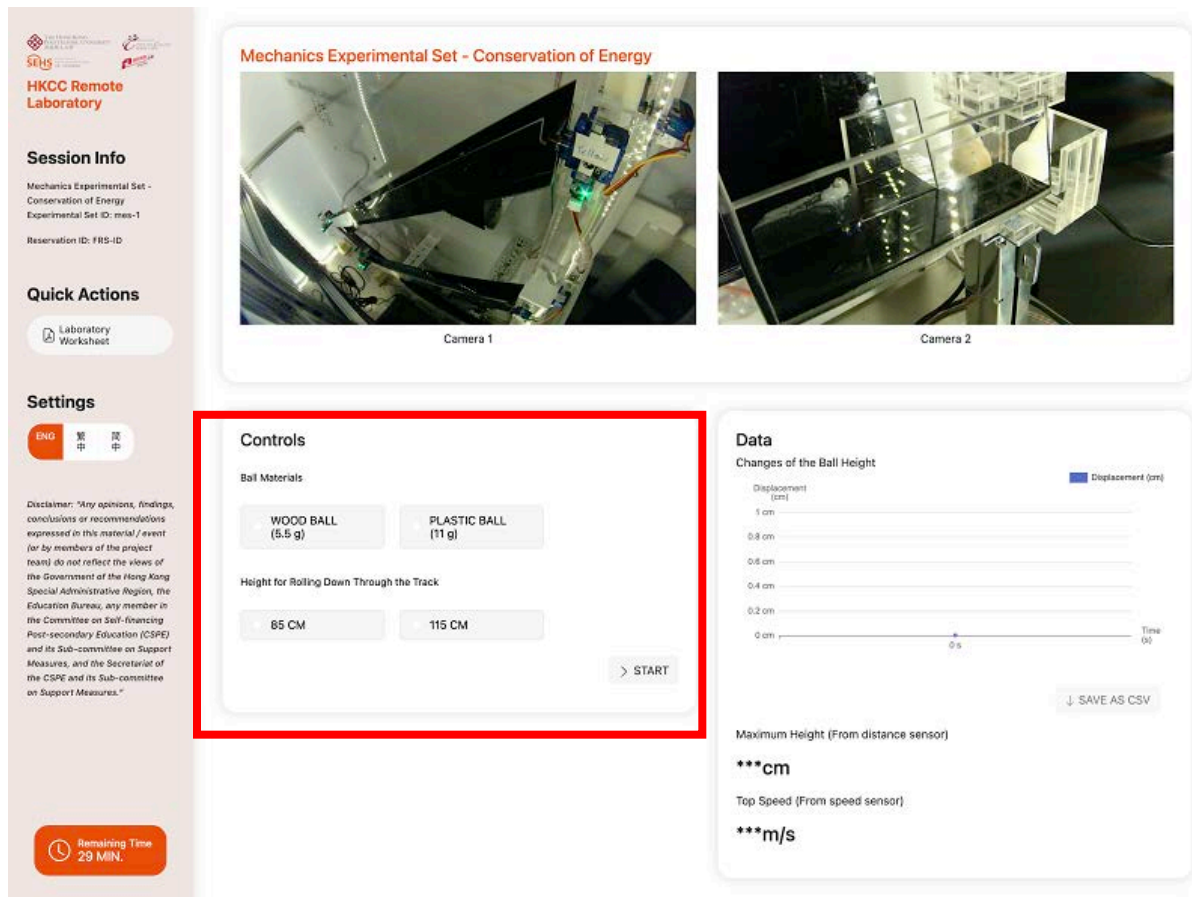 THE HONG KONG
POLYTECHNIC UNIVERSITY
SEHS
HKCC Remote
Laboratory
Session Info
Mechanics Experimental Set -
Conservation of Energy
Experimental Set ID: mes-1
Reservation ID: FRS-ID
Quick Actions
Laboratory
Worksheet
Settings
ENG 繁中 简中
Disclaimer: "Any opinions, findings,
conclusions or recommendations
expressed in this material / event
(or by members of the project
team) do not reflect the views of
the Government of the Hong Kong
Special Administrative Region, the
Education Bureau, any member in
the Committee on Self-financing
Post-secondary Education (CSPE)
and its Sub-committee on Support
Measures, and the Secretariat of
the CSPE and its Sub-committee
on Support Measures."
Remaining Time
29 MIN.
Mechanics Experimental Set - Conservation of Energy
Yellow
Camera 1
Camera 2
Controls
Ball Materials
WOOD BALL
(5.5 g)
PLASTIC BALL
(11 g)
Height for Rolling Down Through the Track
85 CM
115 CM
> START
Data
Changes of the Ball Height
Displacement (cm)
Displacement
(cm)
1 cm
0.8 cm
0.6 cm
0.4 cm
0.2 cm
0 cm
0 s
Time
(s)
↓ SAVE AS CSV
Maximum Height (From distance sensor)
***cm
Top Speed (From speed sensor)
***m/s